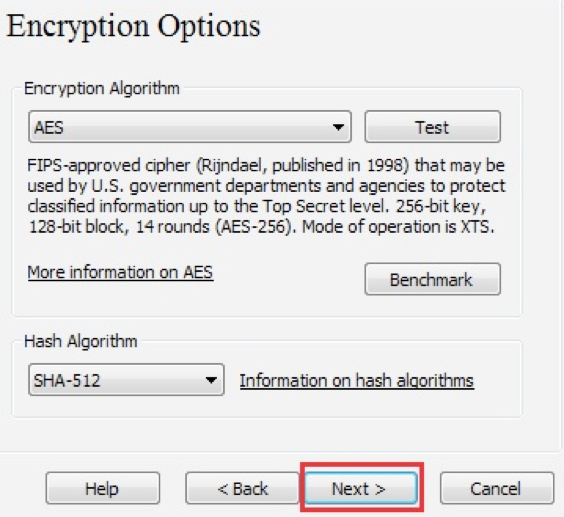 Encryption Options
Encryption Algorithm
AES
Test
FIPS-approved cipher (Rijndael, published in 1998) that may be
used by U.S. government departments and agencies to protect
classified information up to the Top Secret level. 256-bit key,
128-bit block, 14 rounds (AES-256). Mode of operation is XTS.
More information on AES
Benchmark
Hash Algorithm
SHA-512
Information on hash algorithms
Help
< Back
Next >
Cancel